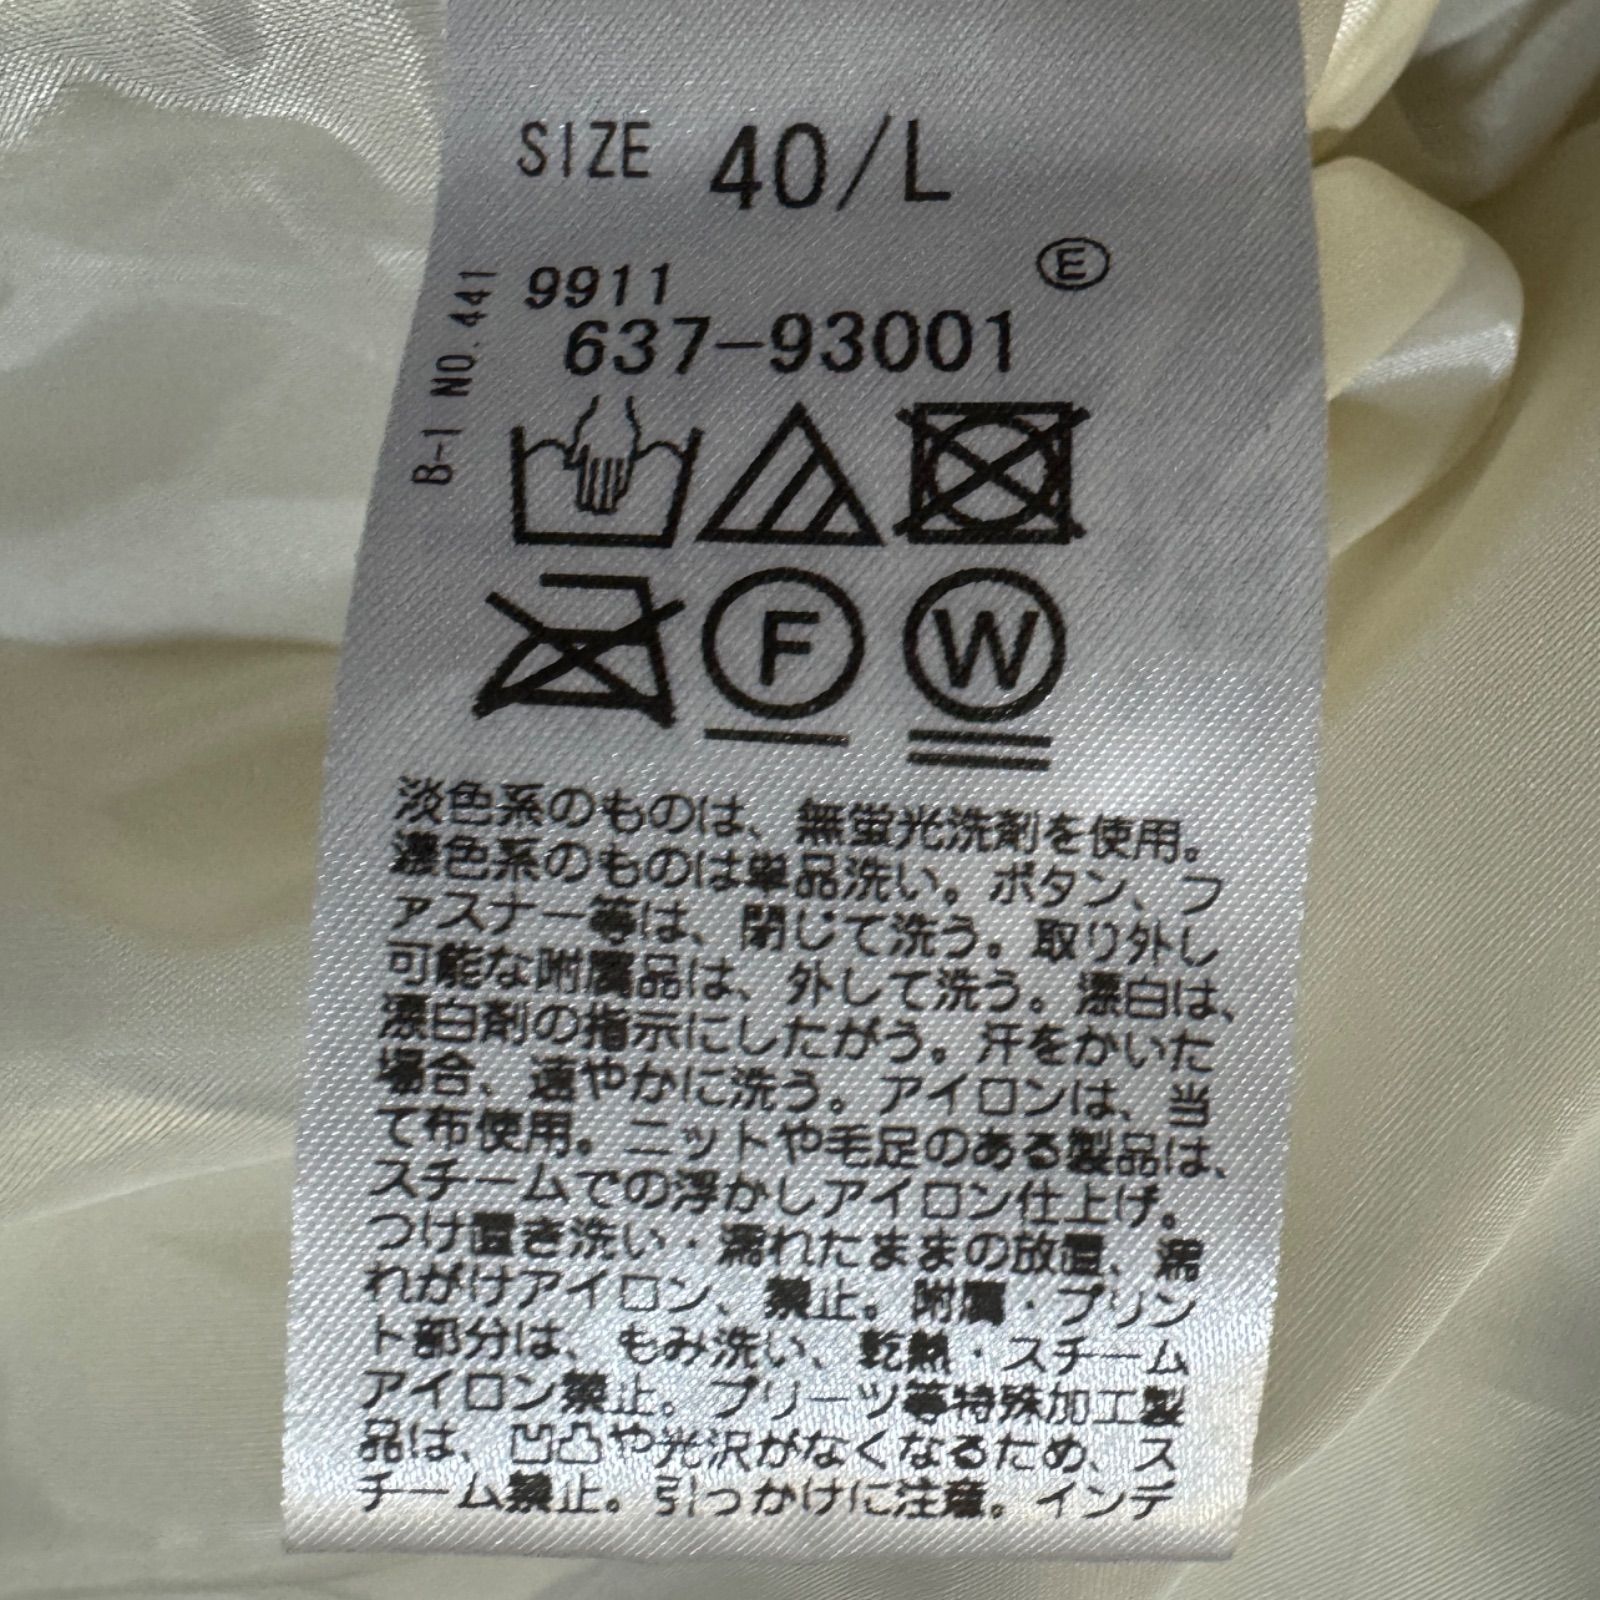 SIZE 40/L
E
9911
637-93001
B-1 NO.441
F
W
淡色系のものは、無蛍光洗剤を使用。
濃色系のものは単品洗い。ボタン、フ
ァスナー等は、閉じて洗う。取り外し
可能な附属品は、外して洗う。漂白は、
漂白剤の指示にしたがう。汗をかいた
場合、速やかに洗う。アイロンは、当
て布使用。ニットや毛足のある製品は、
スチームでの浮かしアイロン仕上げ。
つけ置き洗い・濡れたままの放置、濡
れがけアイロン、禁止。附属・プリン
ト部分は、もみ洗い、乾熱・スチーム
アイロン禁止。プリーツ等特殊加工製
品は、凹凸や光沢がなくなるため、ス
チーム禁止。引っかけに注意。インデ